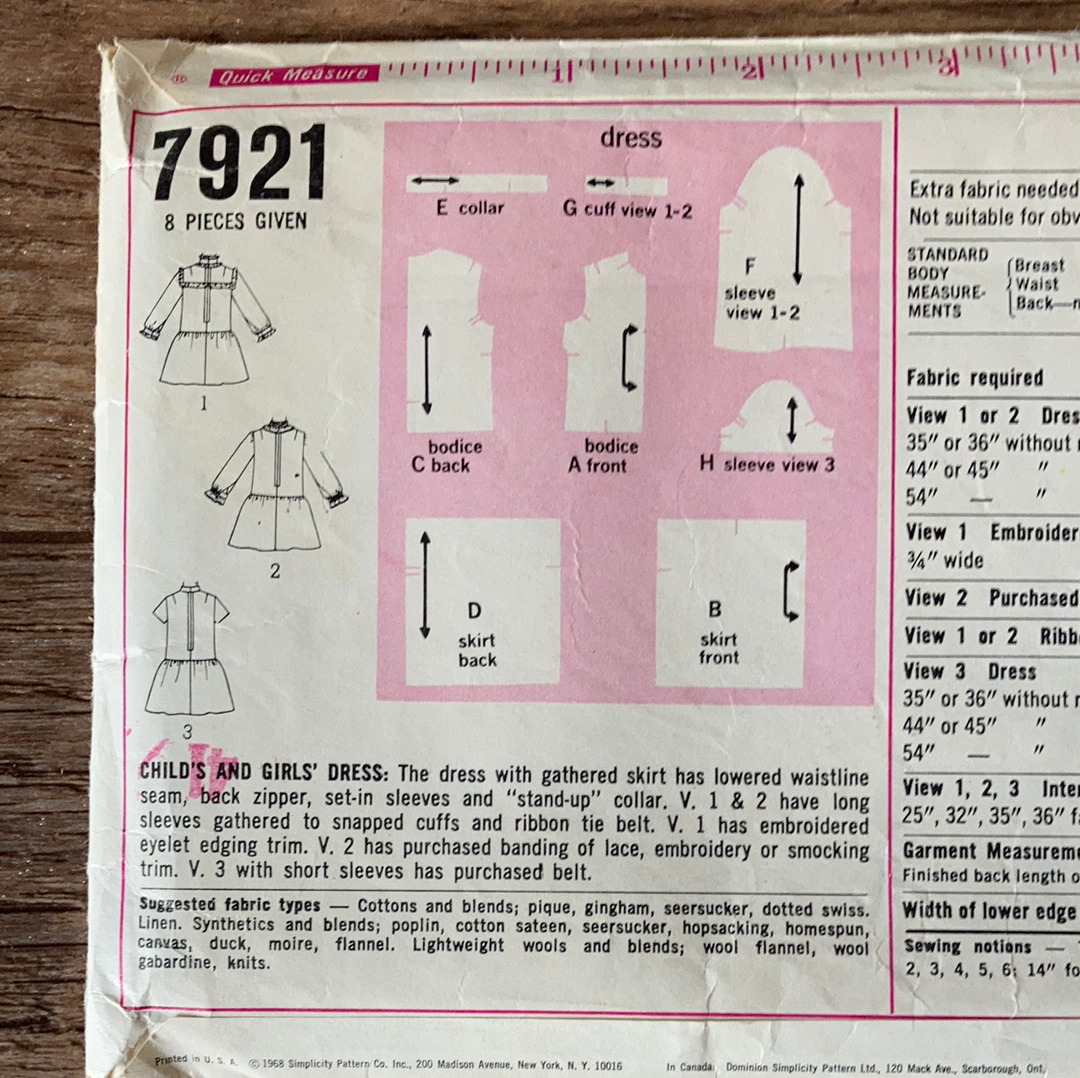 Quick Measure 1 2 3
7921
8 PIECES GIVEN
1
2
3
dress
E collar
G cuff view 1-2
F
sleeve
view 1-2
bodice
C back
bodice
A front
H sleeve view 3
D
skirt
back
B
skirt
front
CHILD'S AND GIRLS' DRESS: The dress with gathered skirt has lowered waistline
seam, back zipper, set-in sleeves and "stand-up" collar. V. 1 & 2 have long
sleeves gathered to snapped cuffs and ribbon tie belt. V. 1 has embroidered
eyelet edging trim. V. 2 has purchased banding of lace, embroidery or smocking
trim. V. 3 with short sleeves has purchased belt.
Suggested fabric types — Cottons and blends; pique, gingham, seersucker, dotted swiss.
Linen. Synthetics and blends; poplin, cotton sateen, seersucker, hopsacking, homespun,
canvas, duck, moire, flannel. Lightweight wools and blends; wool flannel, wool
gabardine, knits.
Extra fabric needed
Not suitable for obv
STANDARD
BODY
MEASURE-
MENTS
Breast
Waist
Back—n
Fabric required
View 1 or 2 Dres
35" or 36" without
44" or 45" "
54" — "
View 1 Embroider
¾" wide
View 2 Purchased
View 1 or 2 Ribb
View 3 Dress
35" or 36" without
44" or 45" "
54" — "
View 1, 2, 3 Inter
25", 32", 35", 36" f
Garment Measurem
Finished back length o
Width of lower edge
Sewing notions —
2, 3, 4, 5, 6: 14" fo
Printed in U. S. A. © 1968 Simplicity Pattern Co. Inc., 200 Madison Avenue, New York, N. Y. 10016 In Canada: Dominion Simplicity Pattern Ltd., 120 Mack Ave., Scarborough, Ont.